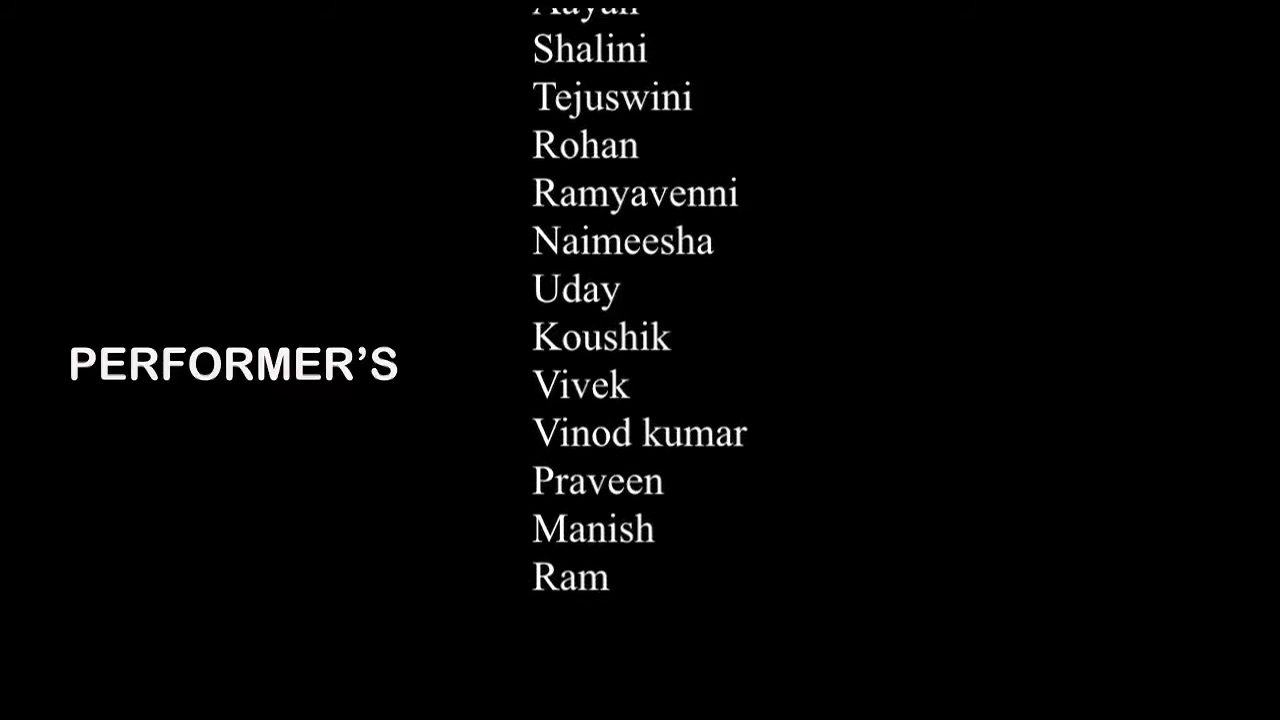 Shalini
Tejuswini
Rohan
Ramyavenni
Naimeesha
Uday
Koushik
PERFORMER’S
Vivek
Vinod kumar
Praveen
Manish
Ram